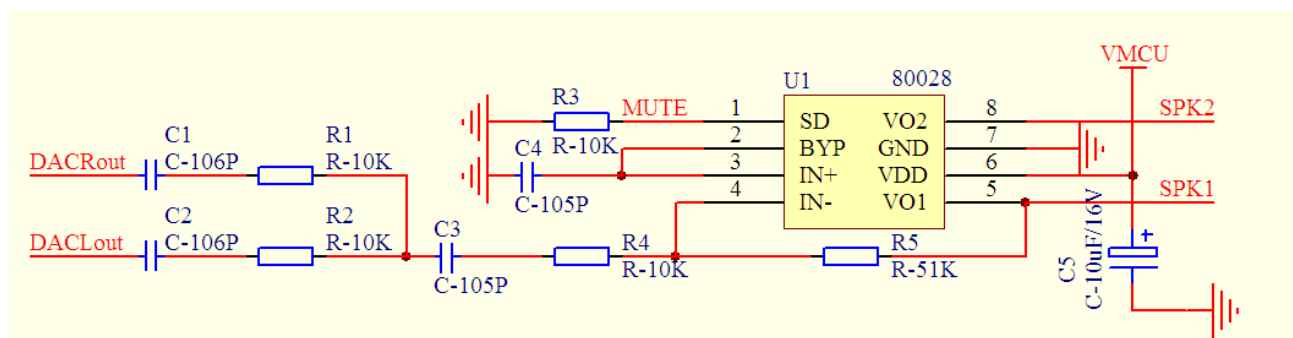 VMCU
U1
80028
R3
MUTE
1
8
SPK2
SD
VO2
C1
R1
R-10K
C4
2
7
BYP
GND
DACRout
C-106P
R-10K
3
6
IN+
VDD
C2
R2
C-105P
4
5
SPK1
IN-
VO1
DACLout
C-106P
R-10K
C3
R4
R5
+
C-105P
R-10K
R-51K
C5
C-10uF/16V